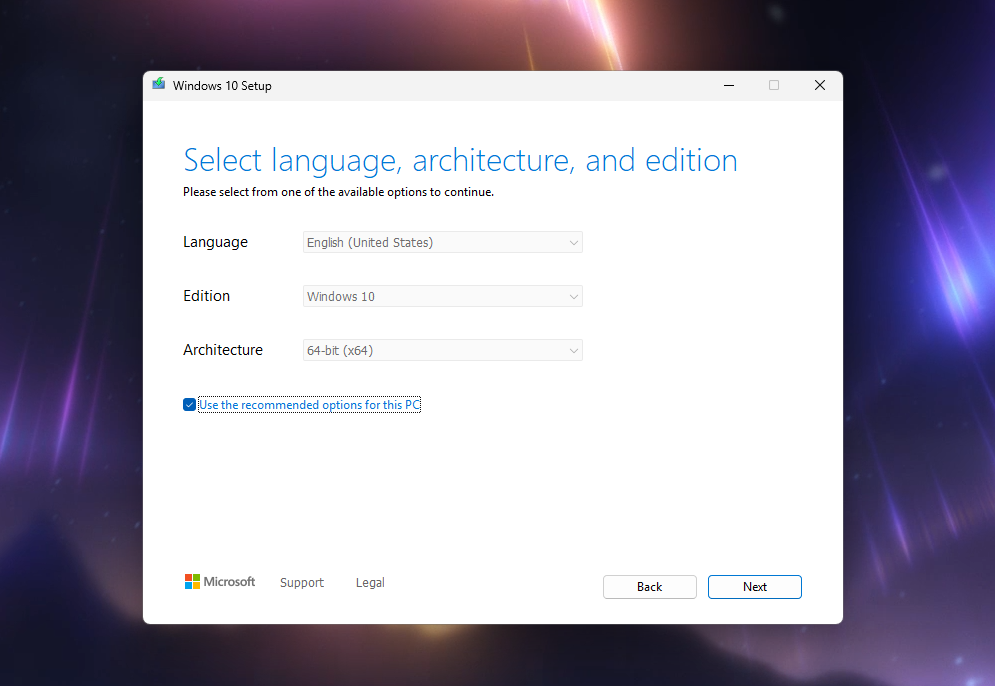 Windows 10 Setup
Select language, architecture, and edition
Please select from one of the available options to continue.
Language English (United States)
Edition Windows 10
Architecture 64-bit (x64)
Use the recommended options for this PC
Microsoft Support Legal Back Next